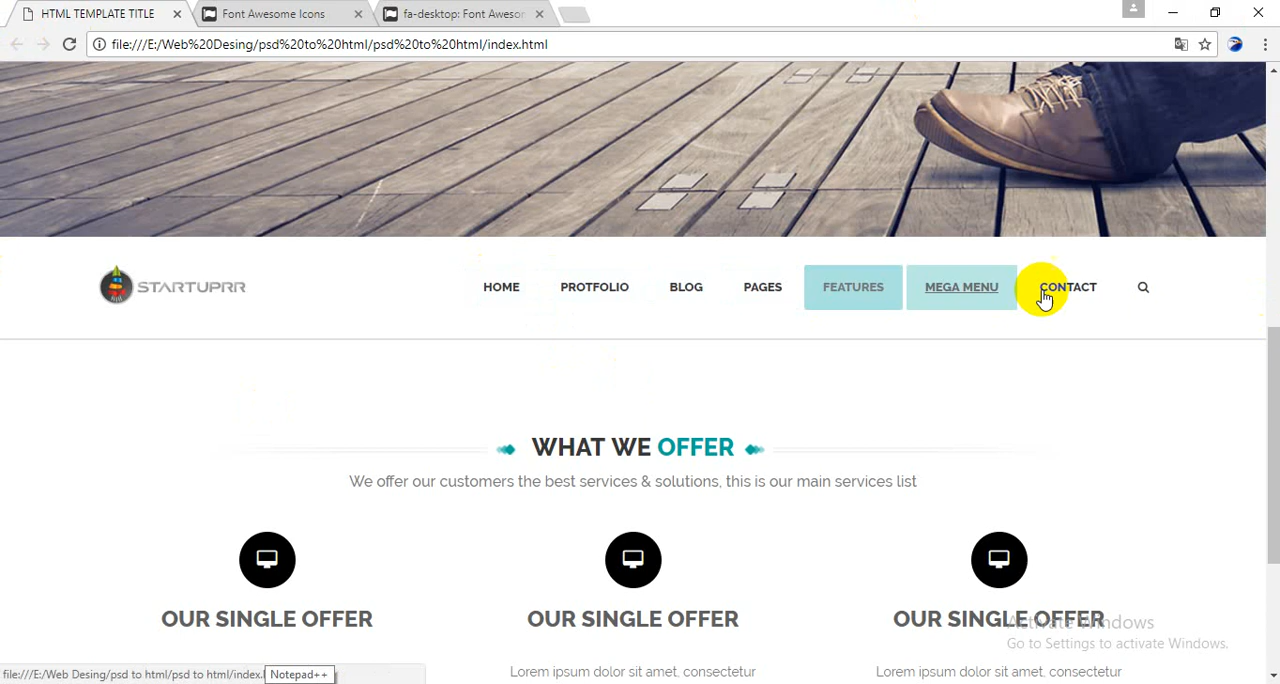 HTML TEMPLATE TITLE
Font Awesome Icons
fa-desktop: Font Aweso
file:///E:/Web%20Desing/psd%20to%20html/psd%20to%20html/index.html
STARTUPRR
HOME PROTFOLIO BLOG PAGES FEATURES MEGA MENU CONTACT
WHAT WE OFFER
We offer our customers the best services & solutions, this is our main services list
OUR SINGLE OFFER
OUR SINGLE OFFER
OUR SINGLE OFFER
Activate Windows
Go to Settings to activate Windows.
Lorem ipsum dolor sit amet, consectetur
Lorem ipsum dolor sit amet, consectetur
file:///E:/Web Desing/psd to html/psd to html/index.
Notepad++